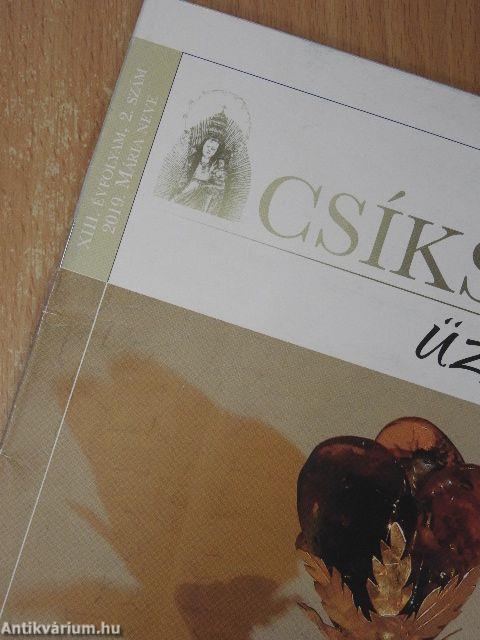 XIII. ÉVFOLYAM, 2. SZÁM
2019. MÁRIA NEVE
CSÍKS
ÜZ
Antikvárium.hu